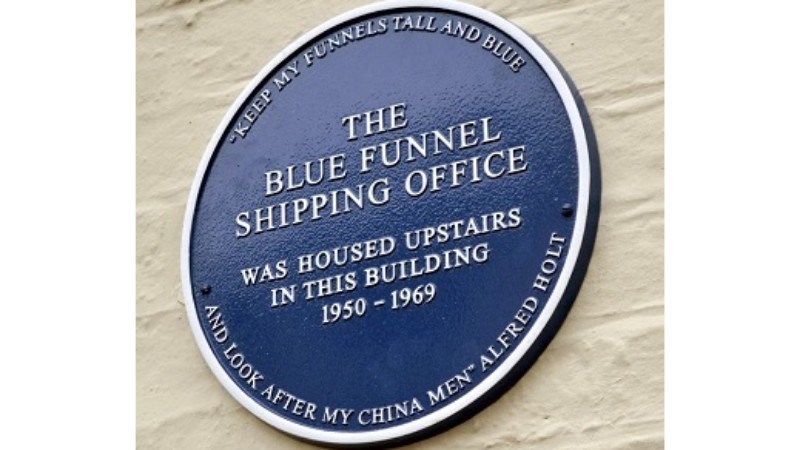 "KEEP MY FUNNELS TALL AND BLUE
THE
BLUE FUNNEL
SHIPPING OFFICE
WAS HOUSED UPSTAIRS
IN THIS BUILDING
1950 - 1969
AND LOOK AFTER MY CHINA MEN" ALFRED HOLT